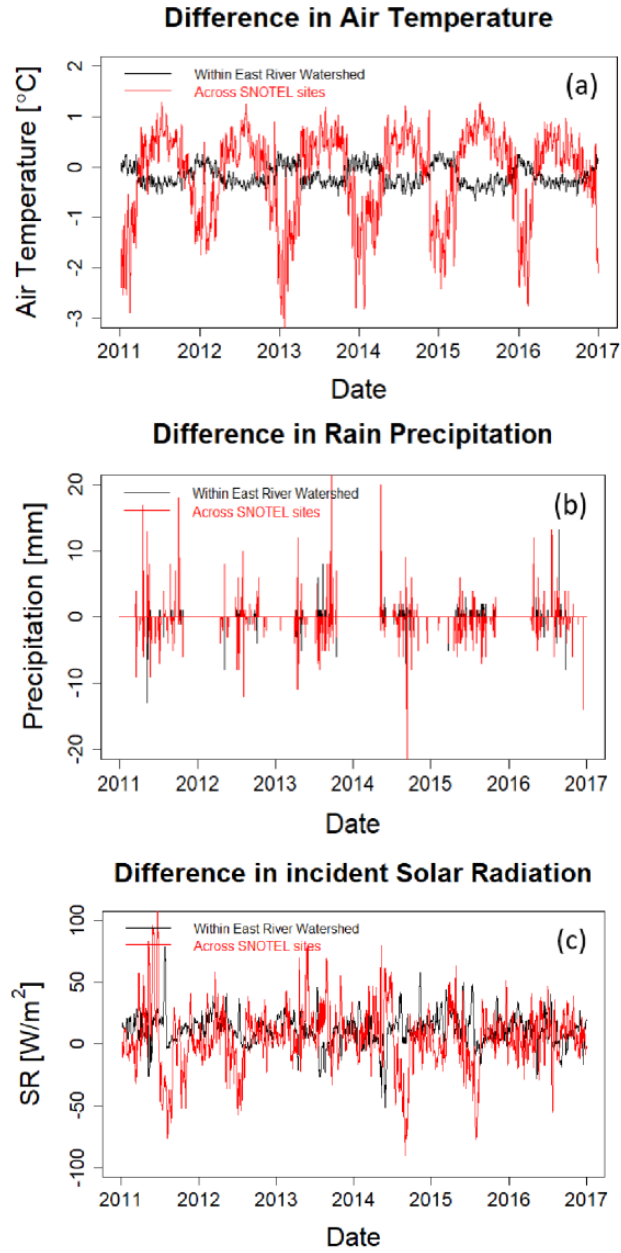 Difference in Air Temperature
Within East River Watershed
Across SNOTEL sites
(a)
Air Temperature [°C]
2
1
0
-1
-2
-3
2011 2012 2013 2014 2015 2016 2017
Date
Difference in Rain Precipitation
Within East River Watershed
Across SNOTEL sites
(b)
Precipitation [mm]
20
10
0
-10
-20
2011 2012 2013 2014 2015 2016 2017
Date
Difference in incident Solar Radiation
Within East River Watershed
Across SNOTEL sites
(c)
SR [W/m²]
100
50
0
-50
-100
2011 2012 2013 2014 2015 2016 2017
Date